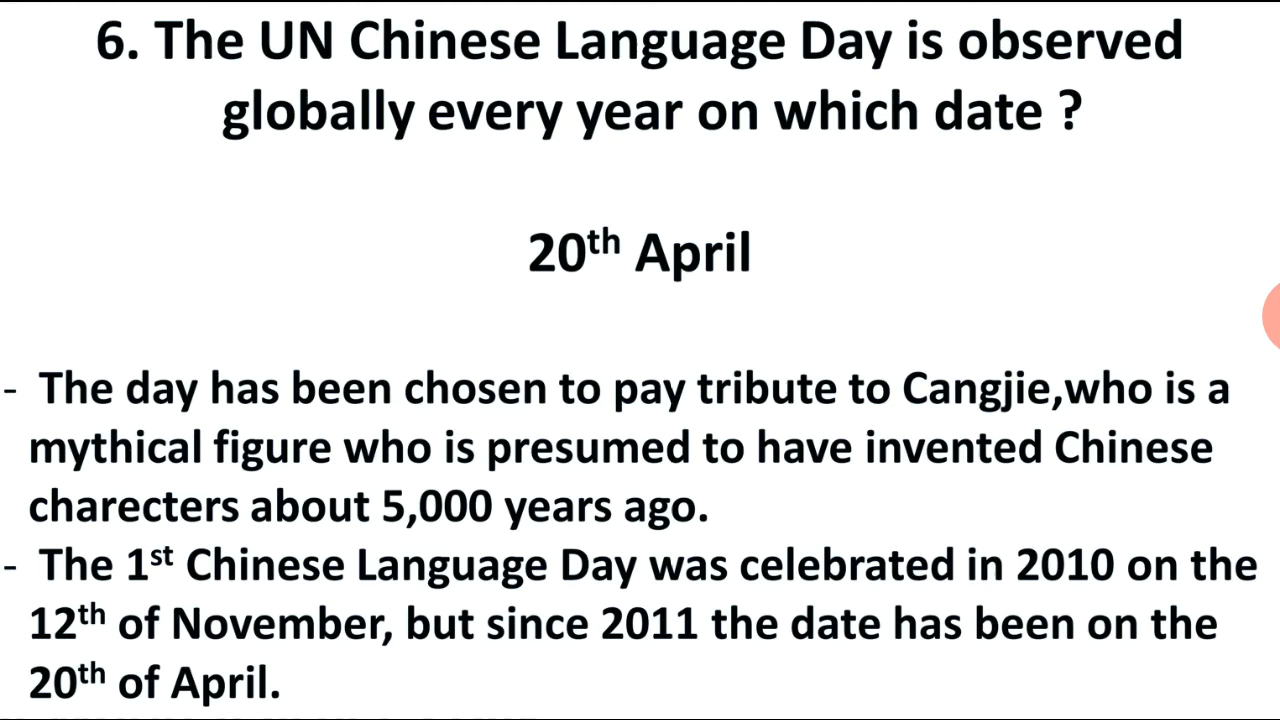 6. The UN Chinese Language Day is observed
globally every year on which date ?
20th April
- The day has been chosen to pay tribute to Cangjie,who is a
mythical figure who is presumed to have invented Chinese
charecters about 5,000 years ago.
- The 1st Chinese Language Day was celebrated in 2010 on the
12th of November, but since 2011 the date has been on the
20th of April.